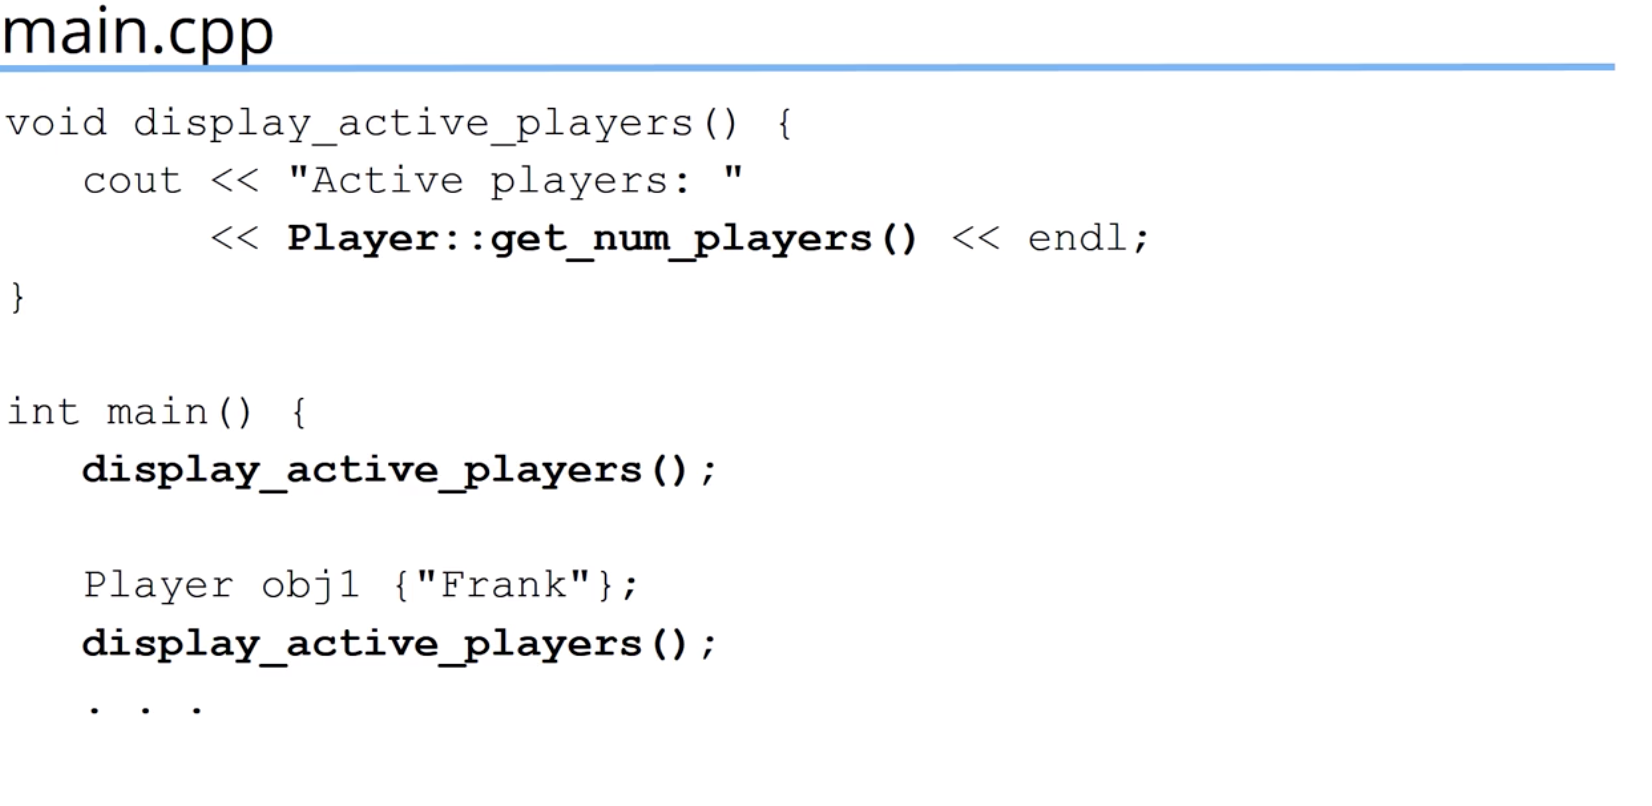 main.cpp
void display_active_players() {
   cout << "Active players: "
        << Player::get_num_players() << endl;
}
int main() {
   display_active_players();
   Player obj1 {"Frank"};
   display_active_players();
   . . .